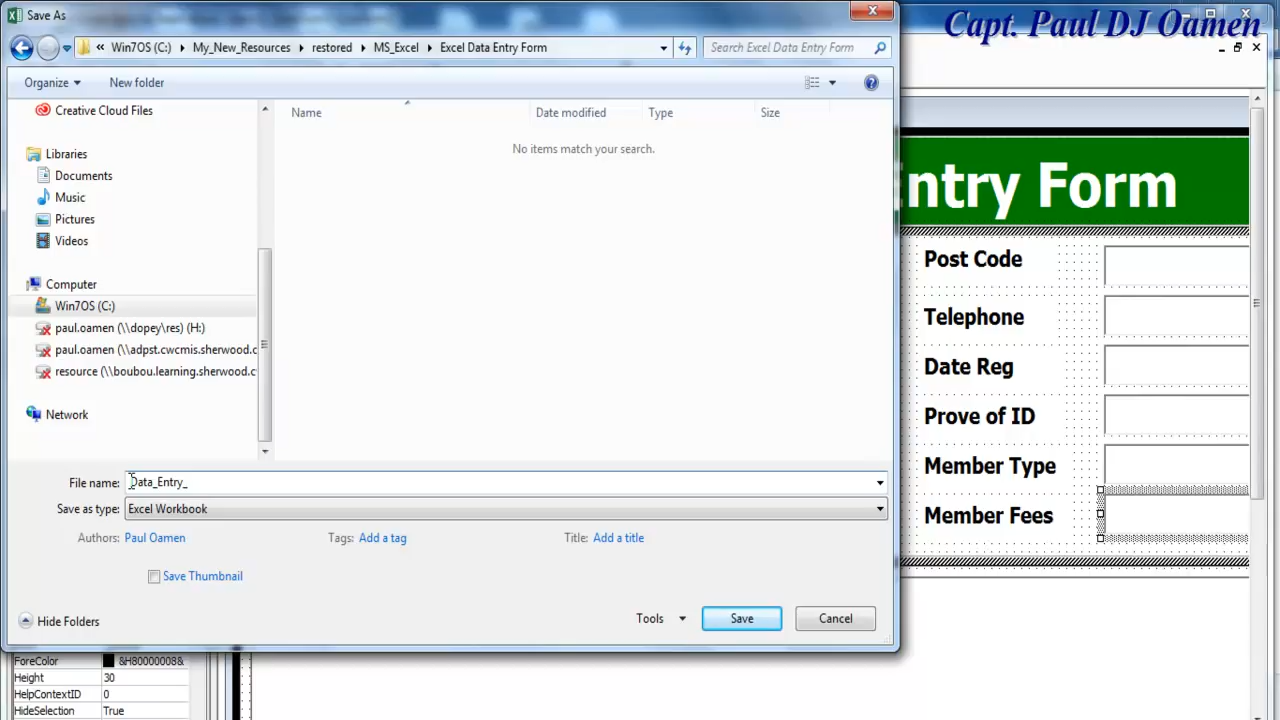 Save As
Capt. Paul DJ Oamen
« Win7OS (C:) My_New_Resources restored MS_Excel Excel Data Entry Form
Search Excel Data Entry Form
Organize
New folder
Creative Cloud Files
Name
Date modified
Type
Size
No items match your search.
Libraries
Documents
Music
Pictures
Videos
Computer
Win7OS (C:)
paul.oamen (\\dopey\res) (H:)
paul.oamen (\\adpst.cwcmis.sherwood.c
resource (\\boubou.learning.sherwood.c
Network
File name: Data_Entry_
Save as type: Excel Workbook
Authors: Paul Oamen
Tags: Add a tag
Title: Add a title
Save Thumbnail
Hide Folders
Tools
Save
Cancel
Entry Form
Post Code
Telephone
Date Reg
Prove of ID
Member Type
Member Fees
ForeColor &H80000008&
Height 30
HelpContextID 0
HideSelection True